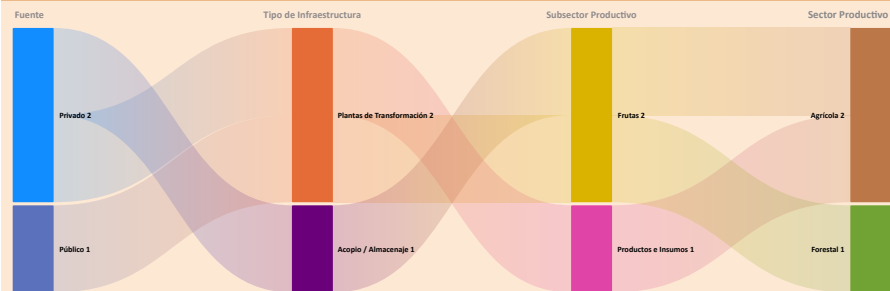 Fuente Tipo de Infraestructura Subsector Productivo Sector Productivo
Privado 2 Plantas de Transformación 2 Frutas 2 Agrícola 2
Público 1 Acopio / Almacenaje 1 Productos e Insumos 1 Forestal 1